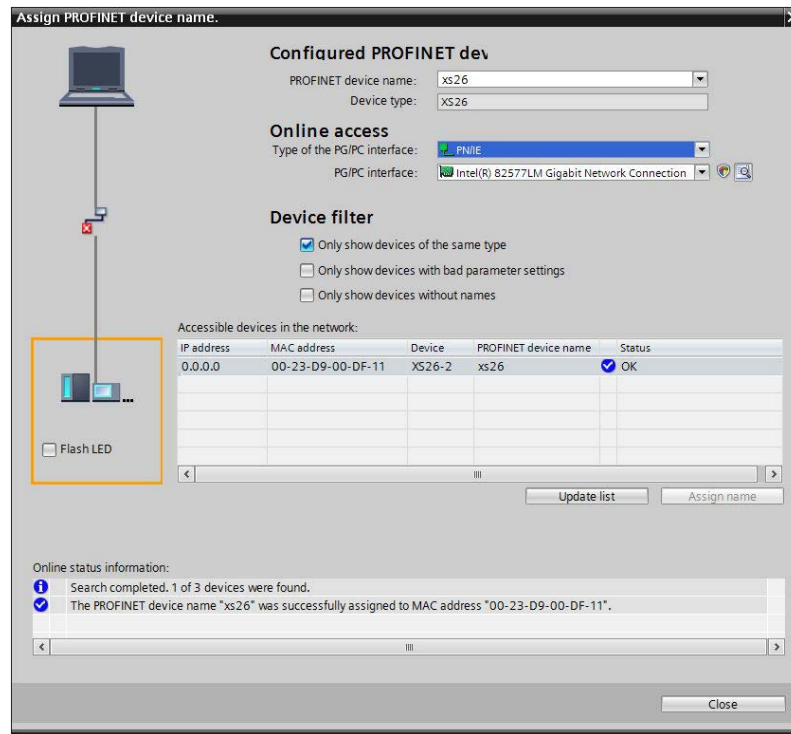 Assign PROFINET device name.
Configured PROFINET dev
PROFINET device name: xs26
Device type: XS26
Online access
Type of the PG/PC interface: PN/IE
PG/PC interface: Intel(R) 82577LM Gigabit Network Connection
Device filter
Only show devices of the same type
Only show devices with bad parameter settings
Only show devices without names
Accessible devices in the network:
IP address MAC address Device PROFINET device name Status
0.0.0.0 00-23-D9-00-DF-11 XS26-2 xs26 OK
Flash LED
Update list Assign name
Online status information:
Search completed. 1 of 3 devices were found.
The PROFINET device name "xs26" was successfully assigned to MAC address "00-23-D9-00-DF-11".
Close